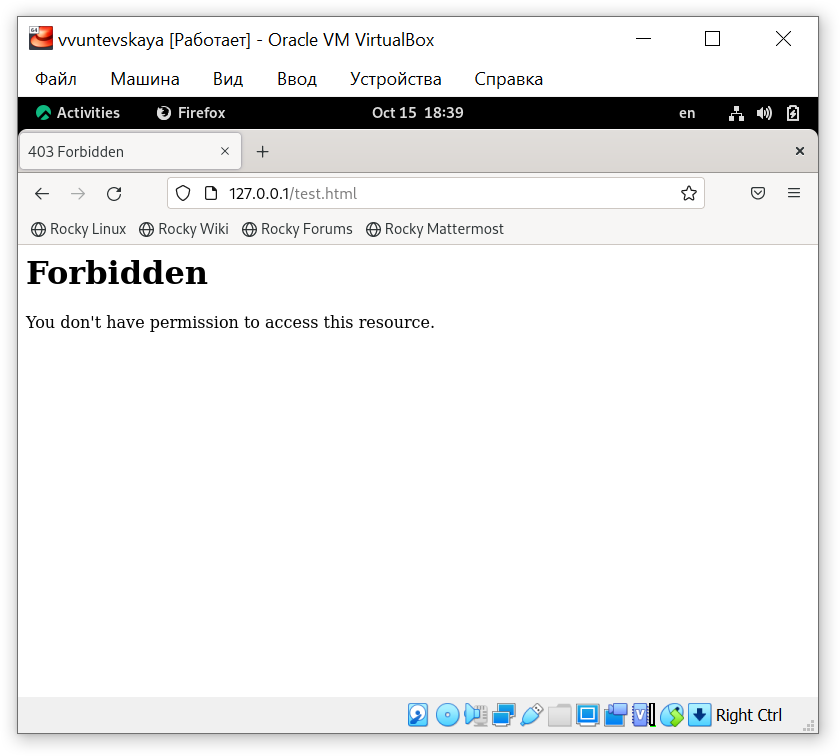 vvuntevskaya [Работает] - Oracle VM VirtualBox
Файл Машина Вид Ввод Устройства Справка
Activities Firefox Oct 15 18:39 en
403 Forbidden
127.0.0.1/test.html
Rocky Linux Rocky Wiki Rocky Forums Rocky Mattermost
Forbidden
You don't have permission to access this resource.
Right Ctrl